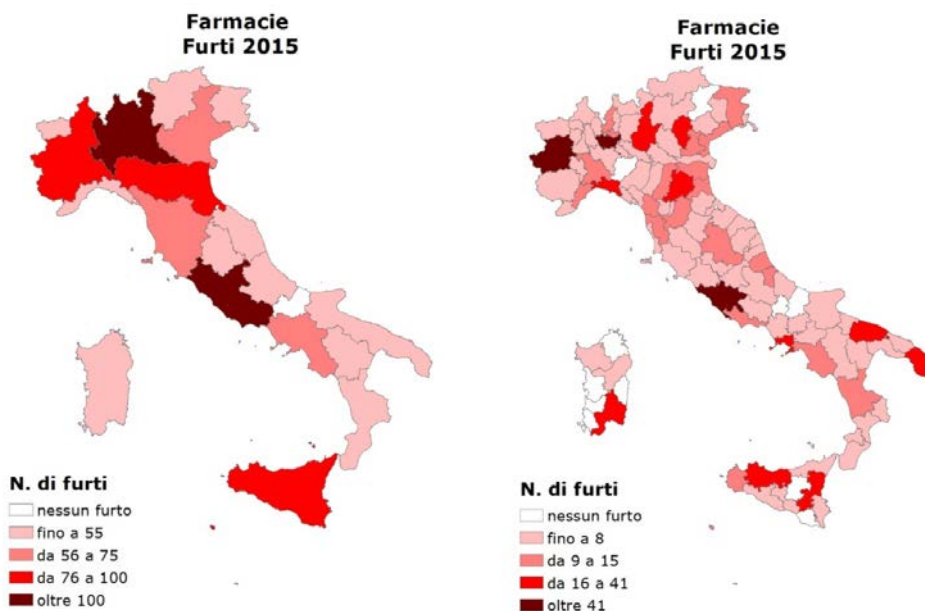 Farmacie
Furti 2015
N. di furti
nessun furto
fino a 55
da 56 a 75
da 76 a 100
oltre 100
Farmacie
Furti 2015
N. di furti
nessun furto
fino a 8
da 9 a 15
da 16 a 41
oltre 41